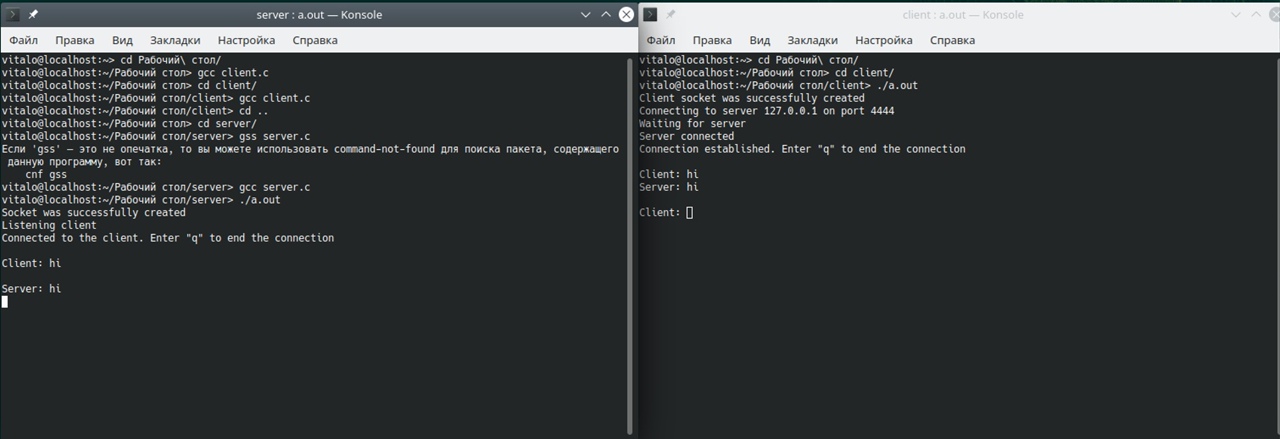 server : a.out — Konsole
Файл Правка Вид Закладки Настройка Справка
vitalo@localhost:~> cd Рабочий\ стол/
vitalo@localhost:~/Рабочий стол> gcc client.c
vitalo@localhost:~/Рабочий стол> cd client/
vitalo@localhost:~/Рабочий стол/client> gcc client.c
vitalo@localhost:~/Рабочий стол/client> cd ..
vitalo@localhost:~/Рабочий стол> cd server/
vitalo@localhost:~/Рабочий стол/server> gss server.c
Если 'gss' — это не опечатка, то вы можете использовать command-not-found для поиска пакета, содержащего
данную программу, вот так:
cnf gss
vitalo@localhost:~/Рабочий стол/server> gcc server.c
vitalo@localhost:~/Рабочий стол/server> ./a.out
Socket was successfully created
Listening client
Connected to the client. Enter "q" to end the connection
Client: hi
Server: hi
client : a.out — Konsole
Файл Правка Вид Закладки Настройка Справка
vitalo@localhost:~> cd Рабочий\ стол/
vitalo@localhost:~/Рабочий стол> cd client/
vitalo@localhost:~/Рабочий стол/client> ./a.out
Client socket was successfully created
Connecting to server 127.0.0.1 on port 4444
Waiting for server
Server connected
Connection established. Enter "q" to end the connection
Client: hi
Server: hi
Client: